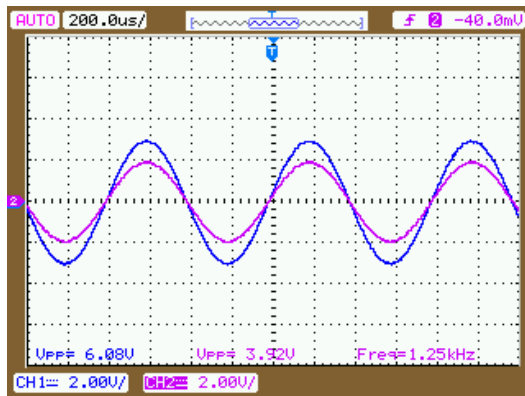 AUTO 200.0us/ T 2 -40.0mV
T
2
Vpp= 6.08V Vpp= 3.92V Freq=1.25kHz
CH1 2.00V/ CH2 2.00V/